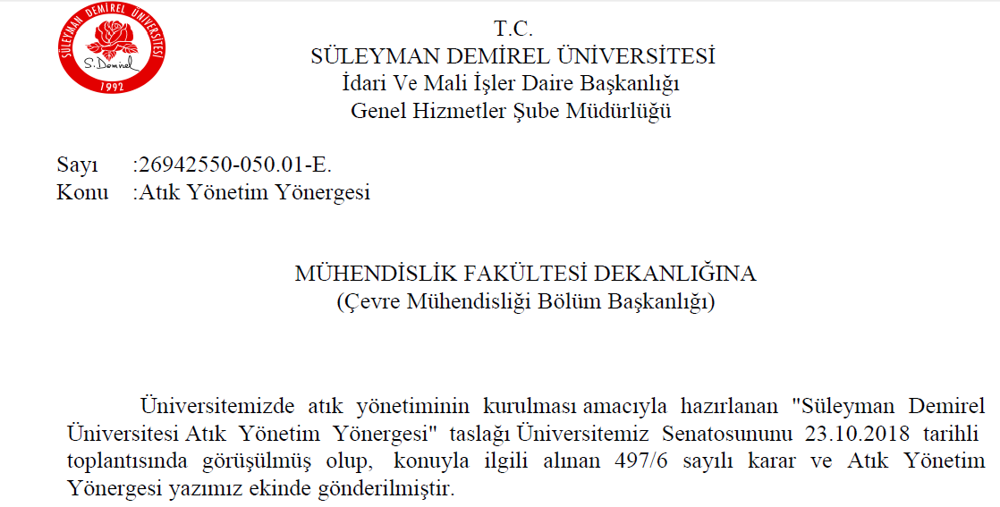 SÜLEYMAN DEMİREL ÜNİVERSİTESİ
S. Demirel
1992
T.C.
SÜLEYMAN DEMİREL ÜNİVERSİTESİ
İdari Ve Mali İşler Daire Başkanlığı
Genel Hizmetler Şube Müdürlüğü
Sayı :26942550-050.01-E.
Konu :Atık Yönetim Yönergesi
MÜHENDİSLİK FAKÜLTESİ DEKANLIĞINA
(Çevre Mühendisliği Bölüm Başkanlığı)
Üniversitemizde atık yönetiminin kurulması amacıyla hazırlanan "Süleyman Demirel
Üniversitesi Atık Yönetim Yönergesi" taslağı Üniversitemiz Senatosununu 23.10.2018 tarihli
toplantısında görüşülmüş olup, konuyla ilgili alınan 497/6 sayılı karar ve Atık Yönetim
Yönergesi yazımız ekinde gönderilmiştir.